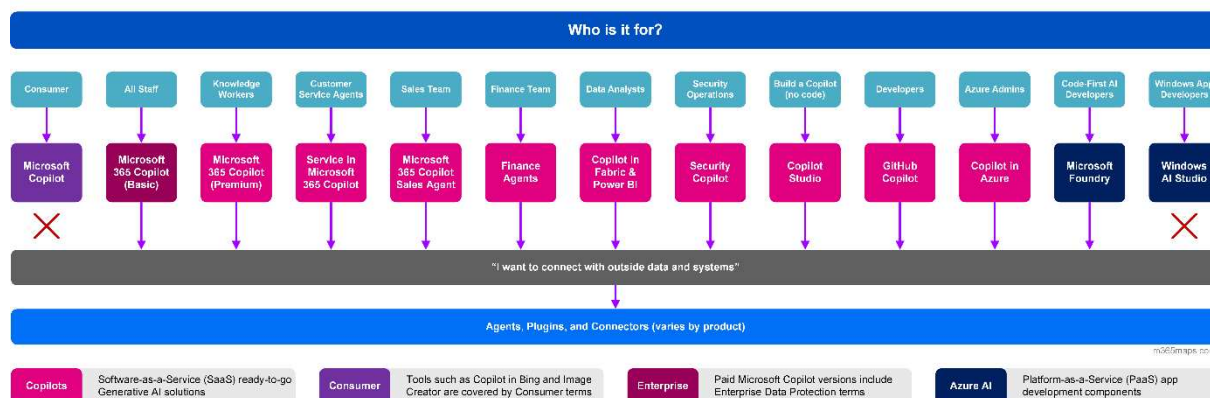 Who is it for?
Consumer
All Staff
Knowledge
Workers
Customer
Service Agents
Sales Team
Finance Team
Data Analysts
Security
Operations
Build a Copilot
(no code)
Developers
Azure Admins
Code-First AI
Developers
Windows App
Developers
Microsoft
Copilot
Microsoft
365 Copilot
(Basic)
Microsoft
365 Copilot
(Premium)
Service in
Microsoft
365 Copilot
Microsoft
365 Copilot
Sales Agent
Finance
Agents
Copilot in
Fabric &
Power BI
Security
Copilot
Copilot
Studio
GitHub
Copilot
Copilot in
Azure
Microsoft
Foundry
Windows
AI Studio
"I want to connect with outside data and systems"
Agents, Plugins, and Connectors (varies by product)
m365maps.co
Copilots
Software-as-a-Service (SaaS) ready-to-go
Generative AI solutions
Consumer
Tools such as Copilot in Bing and Image
Creator are covered by Consumer terms
Enterprise
Paid Microsoft Copilot versions include
Enterprise Data Protection terms
Azure AI
Platform-as-a-Service (PaaS) app
development components